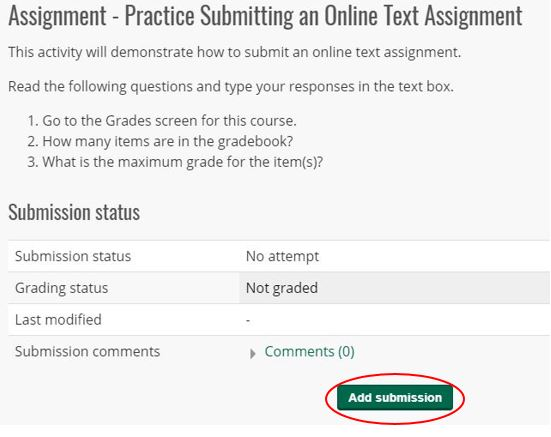 Assignment - Practice Submitting an Online Text Assignment
This activity will demonstrate how to submit an online text assignment.
Read the following questions and type your responses in the text box.
1. Go to the Grades screen for this course.
2. How many items are in the gradebook?
3. What is the maximum grade for the item(s)?
Submission status
Submission status No attempt
Grading status Not graded
Last modified -
Submission comments Comments (0)
Add submission